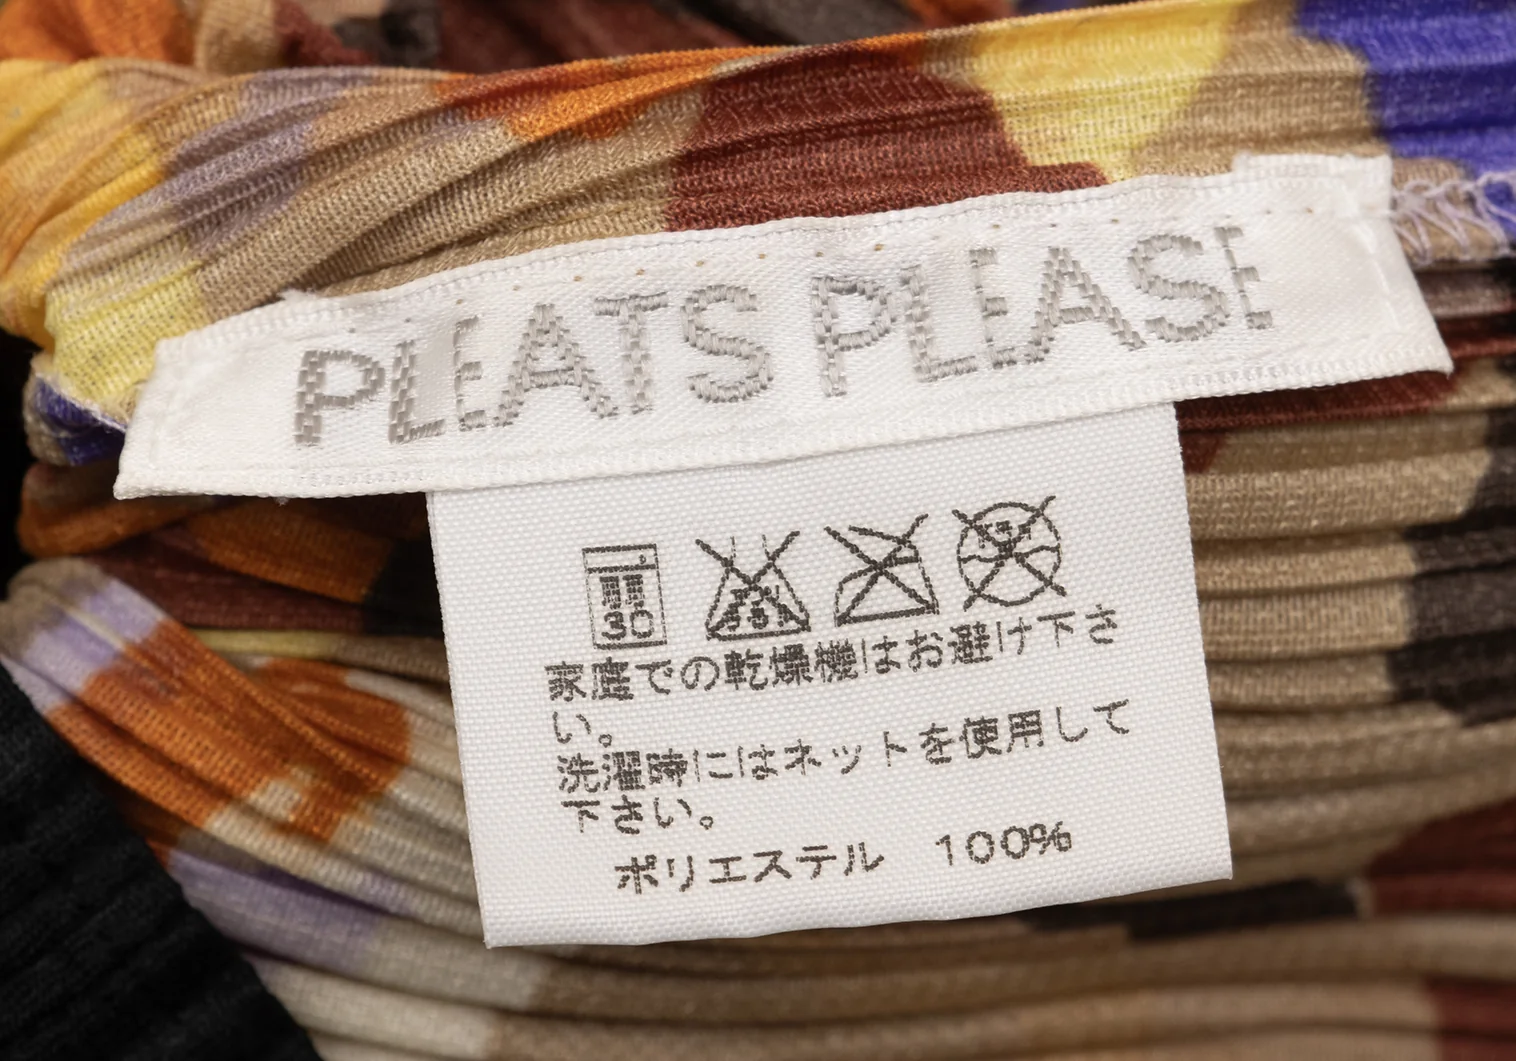 PLEATS PLEASE
30
家庭での乾燥機はお避け下さ
い。
洗濯時にはネットを使用して
下さい。
ポリエステル 100%